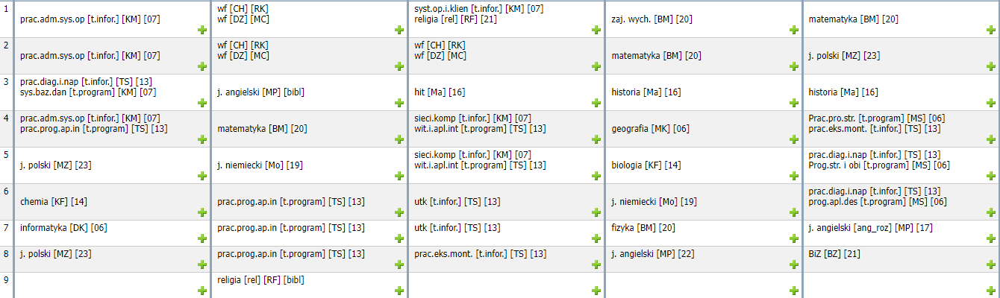 1
prac.adm.sys.op [t.infor.] [KM] [07]
wf [CH] [RK]
wf [DZ] [MC]
syst.op.i.klien [t.infor.] [KM] [07]
religia [rel] [RF] [21]
zaj. wych. [BM] [20]
matematyka [BM] [20]
2
prac.adm.sys.op [t.infor.] [KM] [07]
wf [CH] [RK]
wf [DZ] [MC]
wf [CH] [RK]
wf [DZ] [MC]
matematyka [BM] [20]
j. polski [MZ] [23]
3
prac.diag.i.nap [t.infor.] [TS] [13]
sys.baz.dan [t.program] [KM] [07]
j. angielski [MP] [bibl]
hit [Ma] [16]
historia [Ma] [16]
historia [Ma] [16]
4
prac.adm.sys.op [t.infor.] [KM] [07]
prac.prog.ap.in [t.program] [TS] [13]
matematyka [BM] [20]
sieci.komp [t.infor.] [KM] [07]
wit.i.apl.int [t.program] [TS] [13]
geografia [MK] [06]
Prac.pro.str. [t.program] [MS] [06]
prac.eks.mont. [t.infor.] [TS] [13]
5
j. polski [MZ] [23]
j. niemiecki [Mo] [19]
sieci.komp [t.infor.] [KM] [07]
wit.i.apl.int [t.program] [TS] [13]
biologia [KF] [14]
prac.diag.i.nap [t.infor.] [TS] [13]
Prog.str. i obi [t.program] [MS] [06]
6
chemia [KF] [14]
prac.prog.ap.in [t.program] [TS] [13]
utk [t.infor.] [TS] [13]
j. niemiecki [Mo] [19]
prac.diag.i.nap [t.infor.] [TS] [13]
prog.apl.des [t.program] [MS] [06]
7
informatyka [DK] [06]
prac.prog.ap.in [t.program] [TS] [13]
utk [t.infor.] [TS] [13]
fizyka [BM] [20]
j. angielski [ang_roz] [MP] [17]
8
j. polski [MZ] [23]
prac.prog.ap.in [t.program] [TS] [13]
prac.eks.mont. [t.infor.] [TS] [13]
j. angielski [MP] [22]
BiZ [BZ] [21]
9
religia [rel] [RF] [bibl]